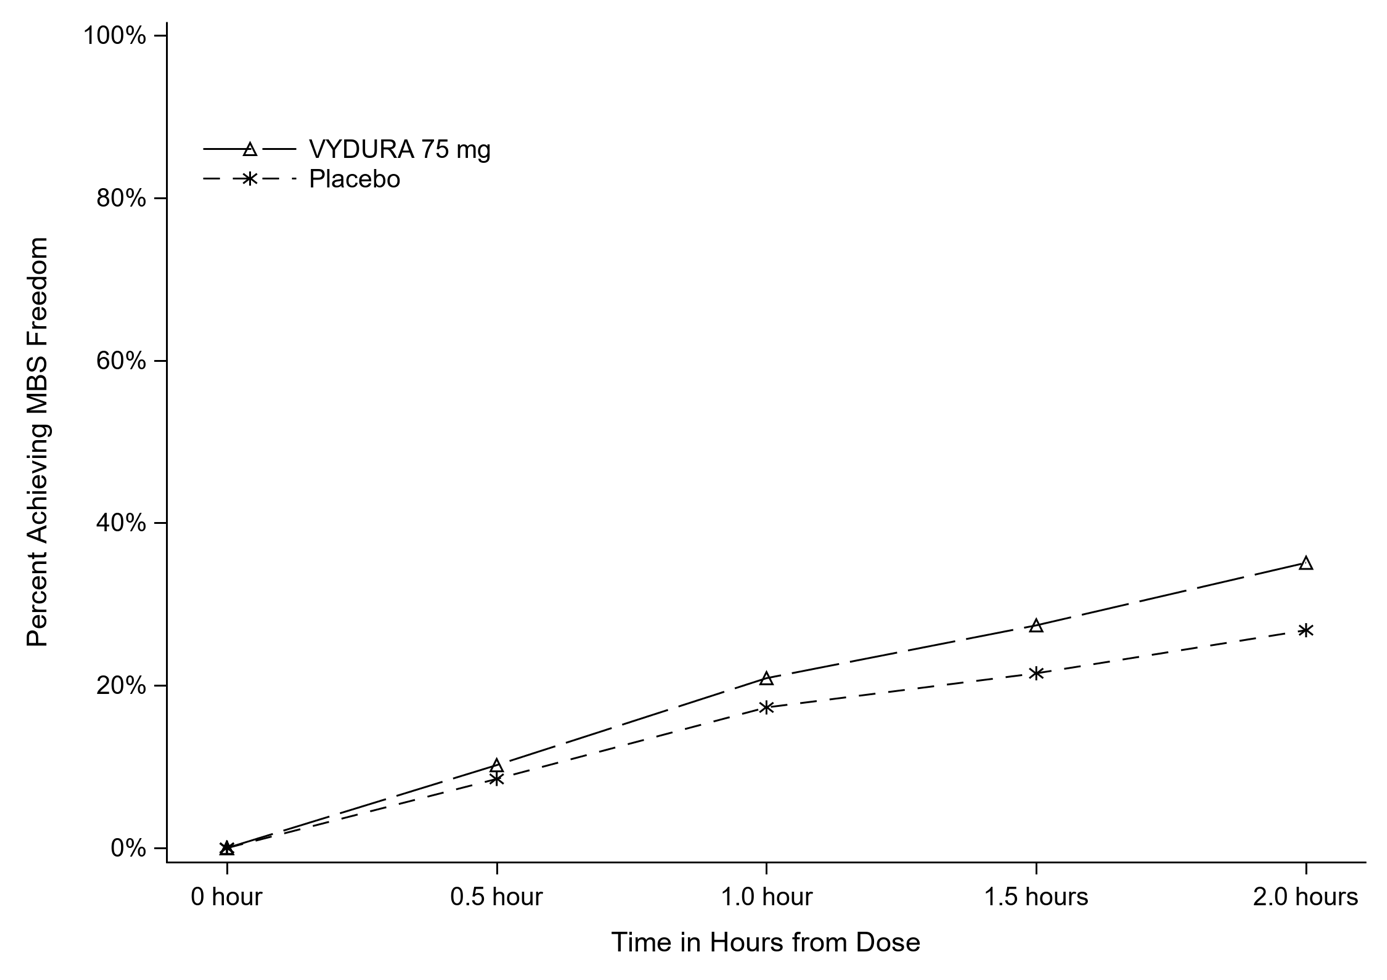 100%
VYDURA 75 mg
Placebo
80%
60%
40%
20%
0%
Percent Achieving MBS Freedom
0 hour 0.5 hour 1.0 hour 1.5 hours 2.0 hours
Time in Hours from Dose